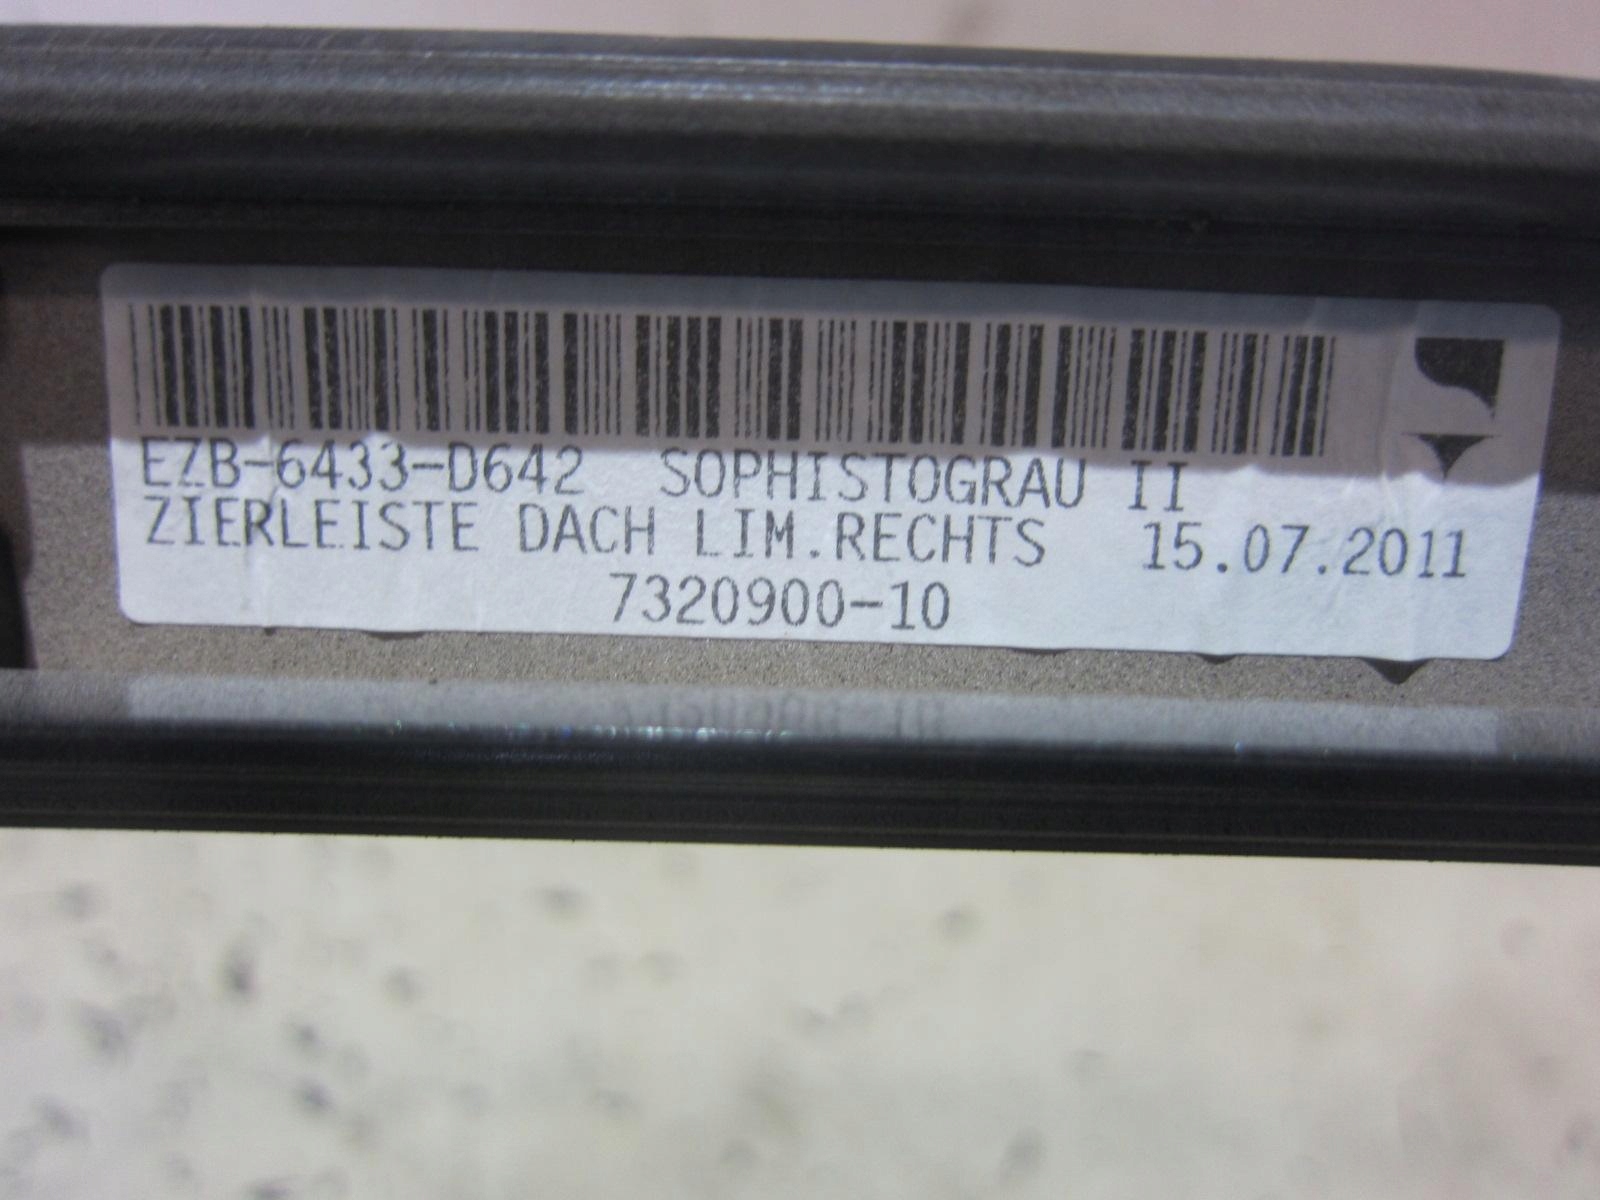 EZB-6433-D642 SOPHISTOGRAU II
ZIERLEISTE DACH LIM.RECHTS 15.07.2011
7320900-10